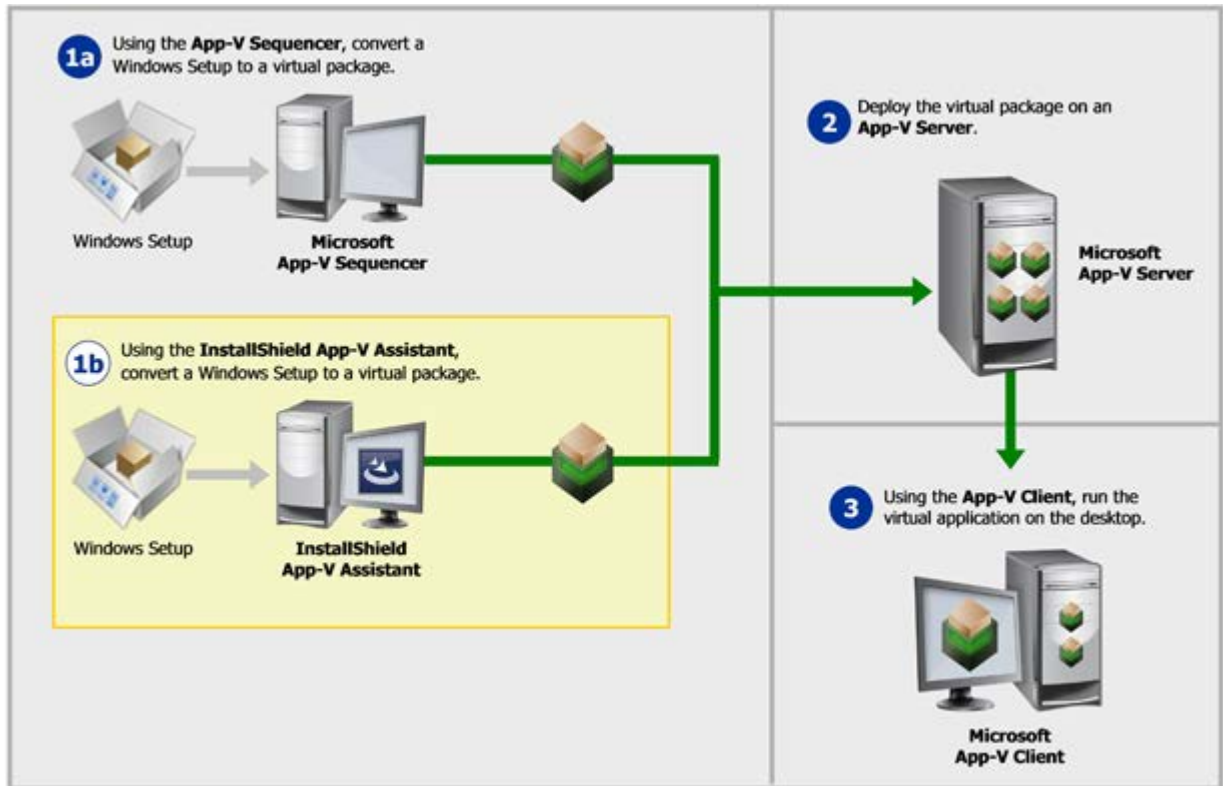 1a
Using the App-V Sequencer, convert a
Windows Setup to a virtual package.
Windows Setup
Microsoft
App-V Sequencer
1b
Using the InstallShield App-V Assistant,
convert a Windows Setup to a virtual package.
Windows Setup
InstallShield
App-V Assistant
2
Deploy the virtual package on an
App-V Server.
Microsoft
App-V Server
3
Using the App-V Client, run the
virtual application on the desktop.
Microsoft
App-V Client